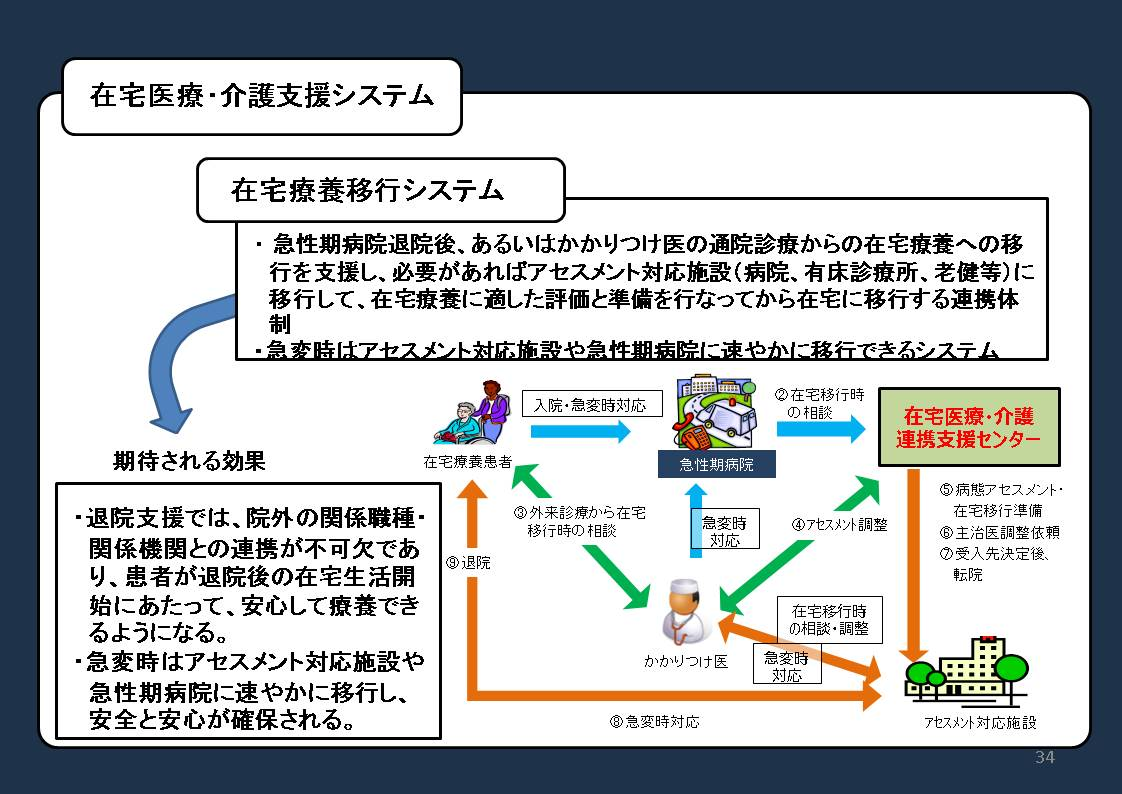 在宅医療・介護支援システム
在宅療養移行システム
・ 急性期病院退院後、あるいはかかりつけ医の通院診療からの在宅療養への移
行を支援し、必要があればアセスメント対応施設（病院、有床診療所、老健等）に
移行して、在宅療養に適した評価と準備を行なってから在宅に移行する連携体
制
・急変時はアセスメント対応施設や急性期病院に速やかに移行できるシステム
期待される効果
・退院支援では、院外の関係職種・
関係機関との連携が不可欠であ
り、患者が退院後の在宅生活開
始にあたって、安心して療養でき
るようになる。
・急変時はアセスメント対応施設や
急性期病院に速やかに移行し、
安全と安心が確保される。
在宅療養患者
入院・急変時対応
急性期病院
②在宅移行時
の相談
在宅医療・介護
連携支援センター
③外来診療から在宅
移行時の相談
急変時
対応
④アセスメント調整
⑤病態アセスメント・
在宅移行準備
⑥主治医調整依頼
⑦受入先決定後、
転院
⑨退院
かかりつけ医
在宅移行時
の相談・調整
急変時
対応
⑧急変時対応
アセスメント対応施設
34